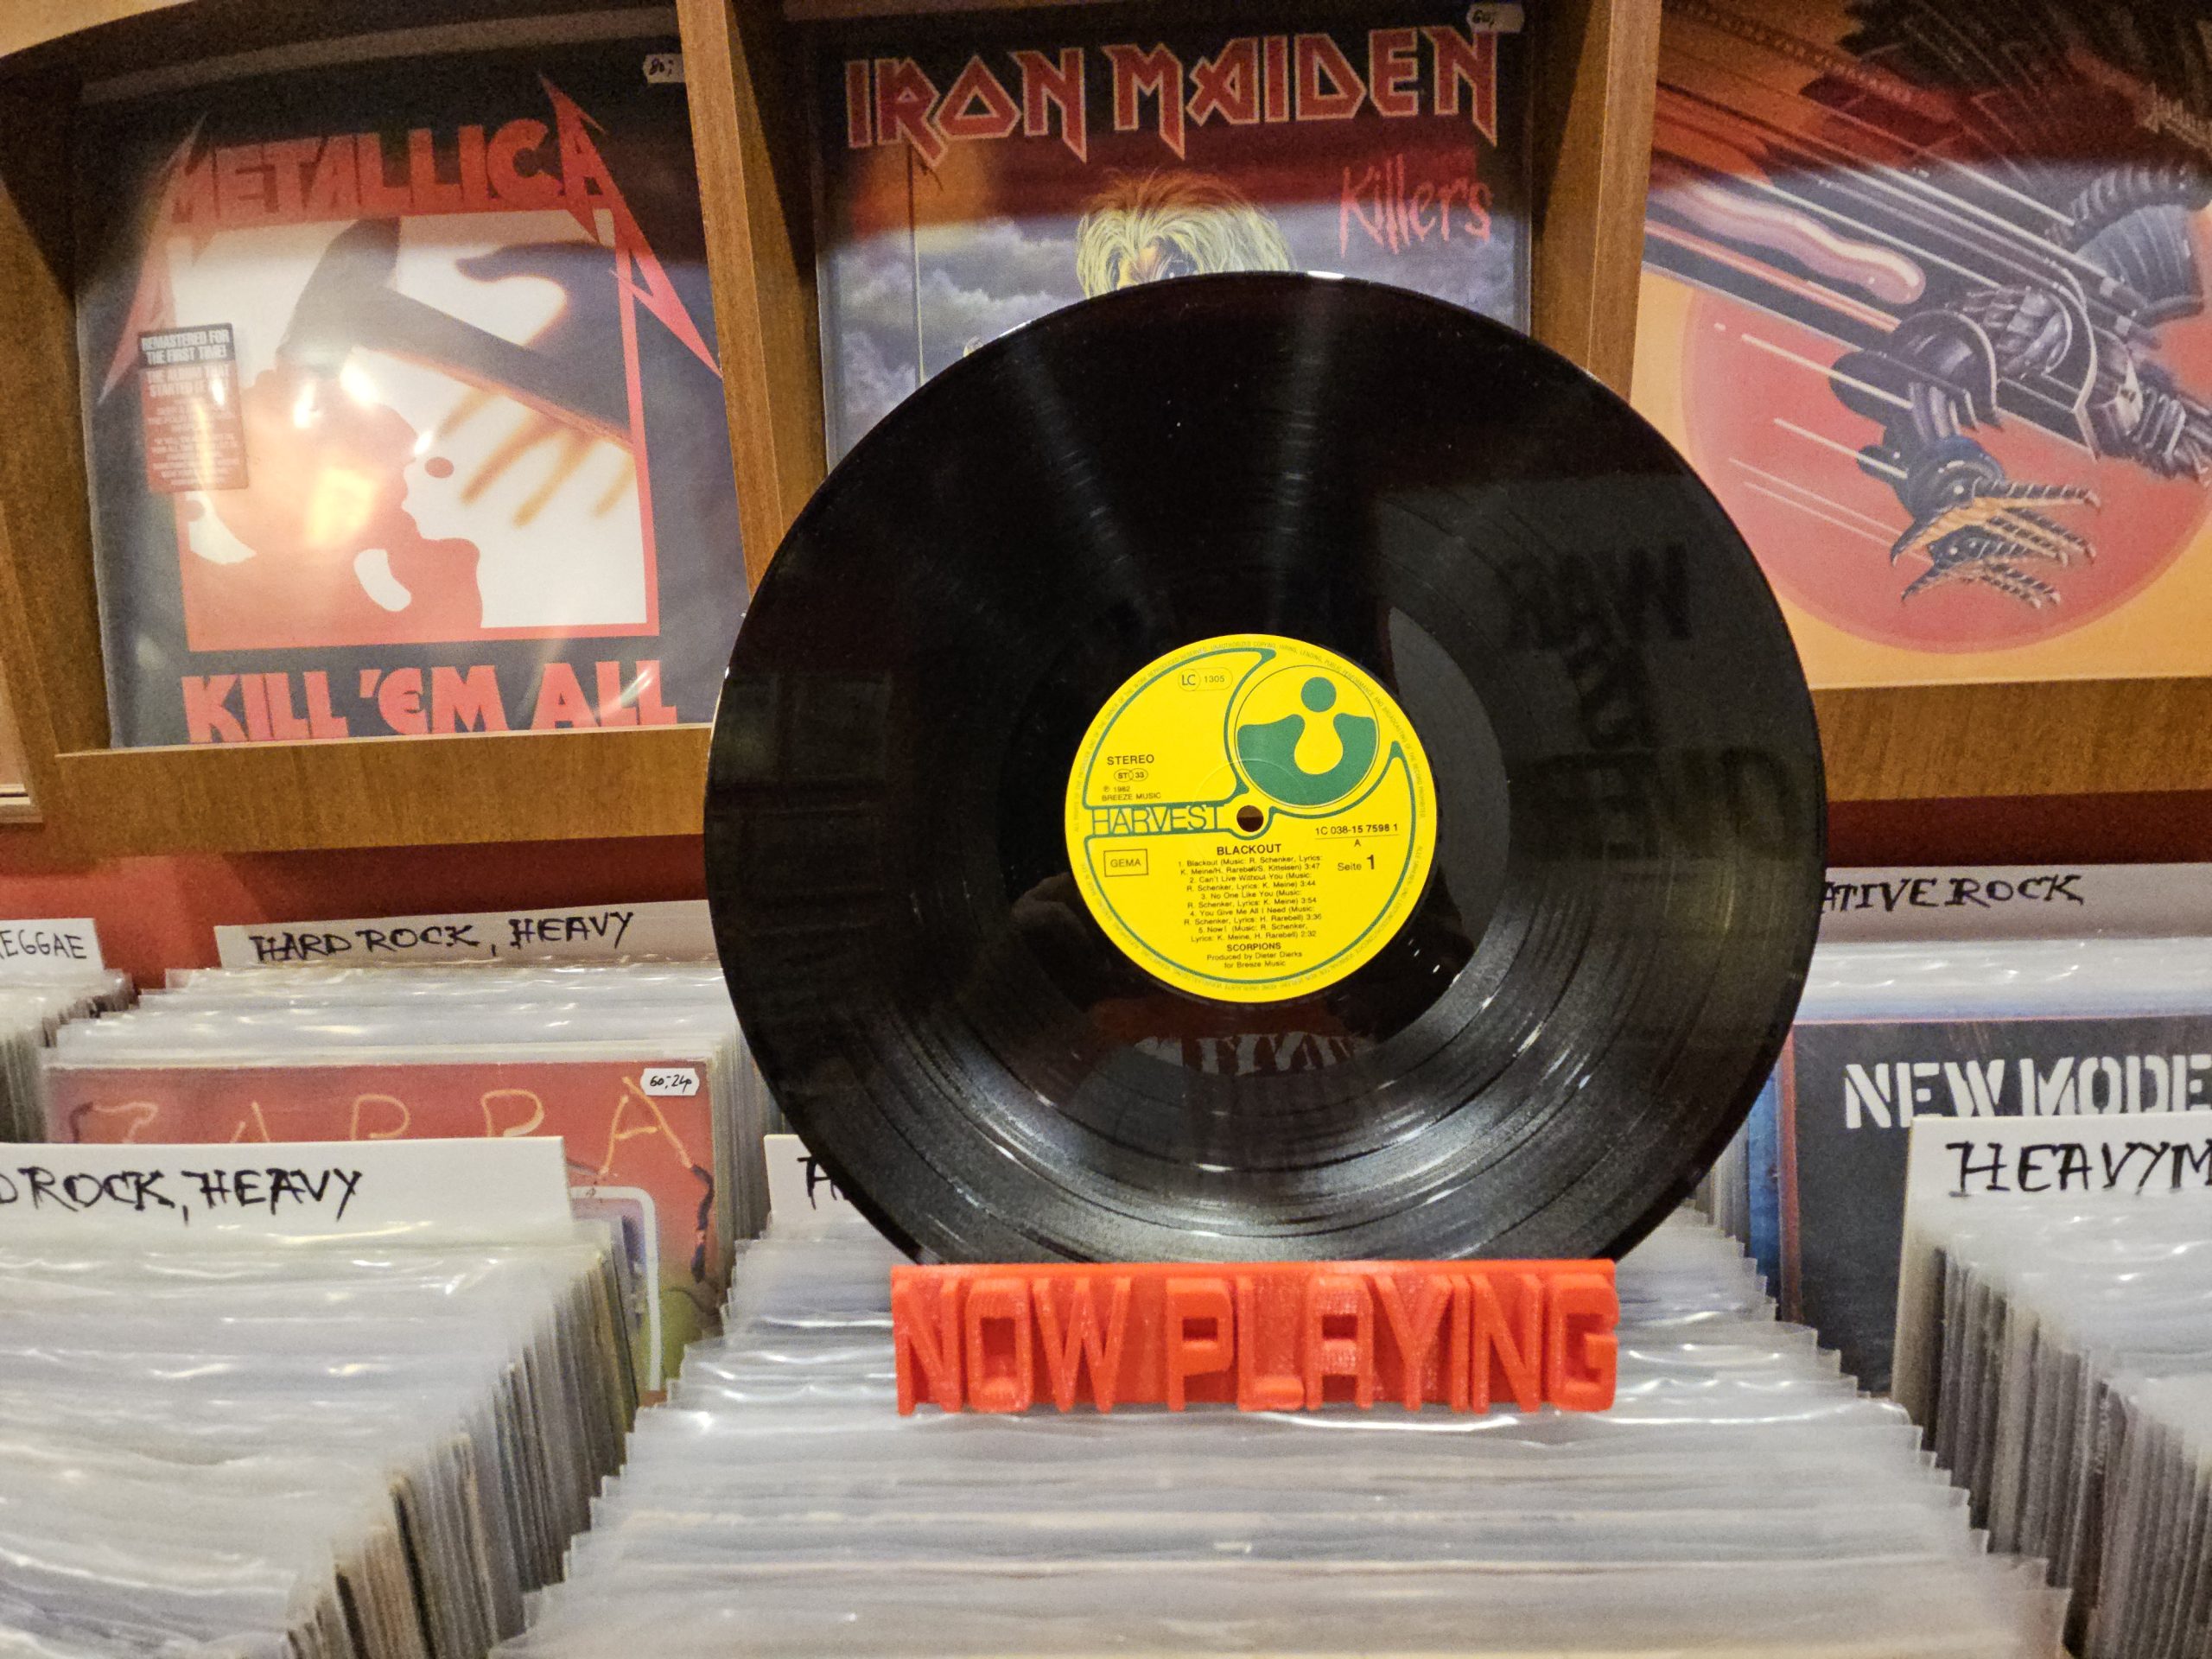 80,-
METALLICA
REMASTERED FOR
THE FIRST TIME!
KILL 'EM ALL
60,-
IRON MAIDEN
Killers
LC 1305
STEREO
ST 33
℗ 1982
BREEZE MUSIC
HARVEST
1C 038-15 7598 1
A
GEMA
Seite 1
BLACKOUT
1. Blackout (Music: R. Schenker, Lyrics:
K. Meine/H. Rarebell/S. Kittelsen) 3:47
2. Can't Live Without You (Music:
R. Schenker, Lyrics: K. Meine) 3:44
3. No One Like You (Music:
R. Schenker, Lyrics: K. Meine) 3:54
4. You Give Me All I Need (Music:
R. Schenker, Lyrics: H. Rarebell) 3:36
5. Now! (Music: R. Schenker,
Lyrics: K. Meine, H. Rarebell) 2:32
SCORPIONS
Produced by Dieter Dierks
for Breeze Music
EGGAE
HARD ROCK, HEAVY
ATIVE ROCK
60,- 24p
ZAPPA
NEW MODE
D ROCK, HEAVY
HEAVYM
NOW PLAYING